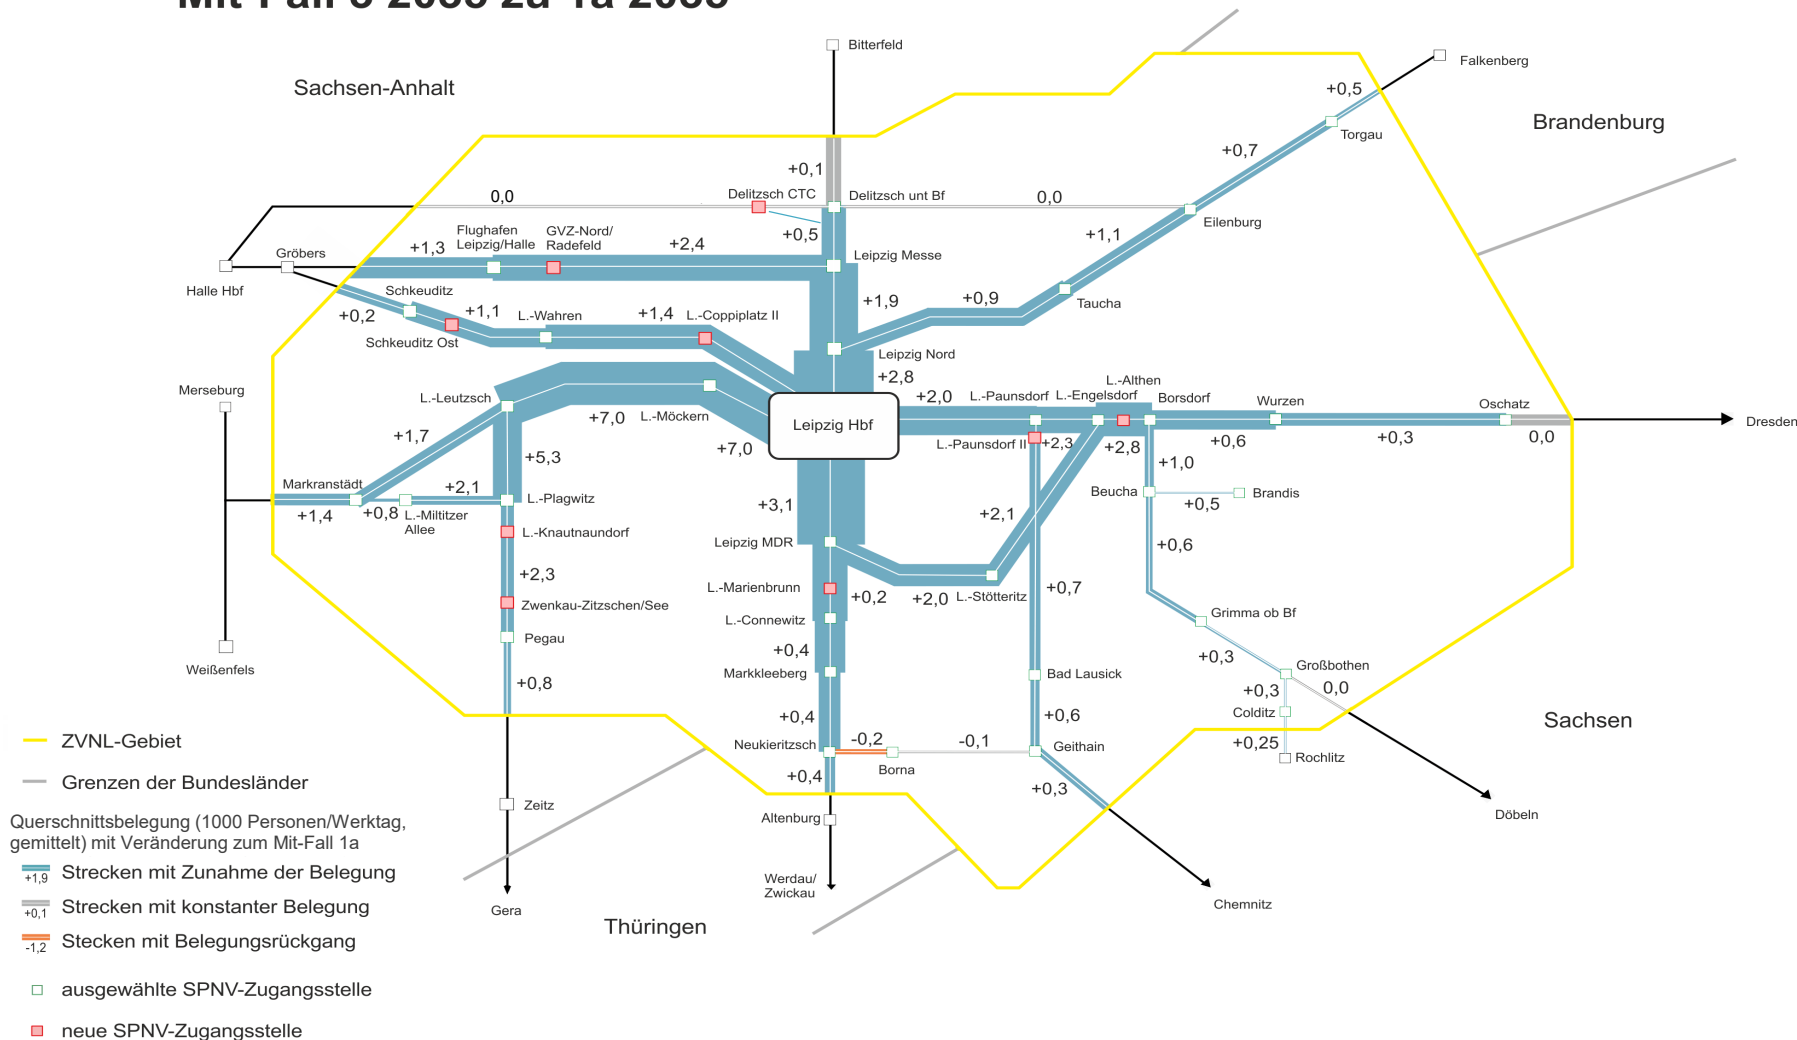 Mit-Fall 6 2035 zu 1a 2035
Bitterfeld
Falkenberg
Sachsen-Anhalt
+0,5
Brandenburg
Torgau
+0,7
+0,1
0,0
Delitzsch CTC
Delitzsch unt Bf
0,0
Eilenburg
Flughafen
Leipzig/Halle
GVZ-Nord/
Radefeld
+0,5
+1,1
+1,3
+2,4
Gröbers
Leipzig Messe
Halle Hbf
Schkeuditz
+0,2
+1,1
L.-Wahren
+1,4
L.-Coppiplatz II
+1,9
+0,9
Taucha
Schkeuditz Ost
Leipzig Nord
+2,8
Merseburg
L.-Leutzsch
+7,0
L.-Möckern
Leipzig Hbf
+2,0
L.-Paunsdorf
L.-Engelsdorf
L.-Althen
Borsdorf
Wurzen
Oschatz
Dresden
+1,7
+7,0
L.-Paunsdorf II
+2,3
+2,8
+0,6
+0,3
0,0
+5,3
+1,0
Markranstädt
+2,1
L.-Plagwitz
Beucha
Brandis
+0,5
+1,4
+0,8
L.-Miltitzer
Allee
+3,1
+2,1
L.-Knautnaundorf
Leipzig MDR
+0,6
+2,3
L.-Marienbrunn
+0,2
+2,0
L.-Stötteritz
+0,7
Zwenkau-Zitzschen/See
L.-Connewitz
Grimma ob Bf
Pegau
+0,4
+0,3
Weißenfels
Markkleeberg
Bad Lausick
Großbothen
+0,8
+0,3
0,0
Colditz
+0,4
+0,6
Sachsen
Neukieritzsch
-0,2
-0,1
Geithain
+0,25
Rochlitz
Borna
+0,4
+0,3
Zeitz
Altenburg
Döbeln
Werdau/
Zwickau
Gera
Chemnitz
Thüringen
ZVNL-Gebiet
Grenzen der Bundesländer
Querschnittsbelegung (1000 Personen/Werktag,
gemittelt) mit Veränderung zum Mit-Fall 1a
+1,9
Strecken mit Zunahme der Belegung
+0,1
Strecken mit konstanter Belegung
-1,2
Stecken mit Belegungsrückgang
ausgewählte SPNV-Zugangsstelle
neue SPNV-Zugangsstelle